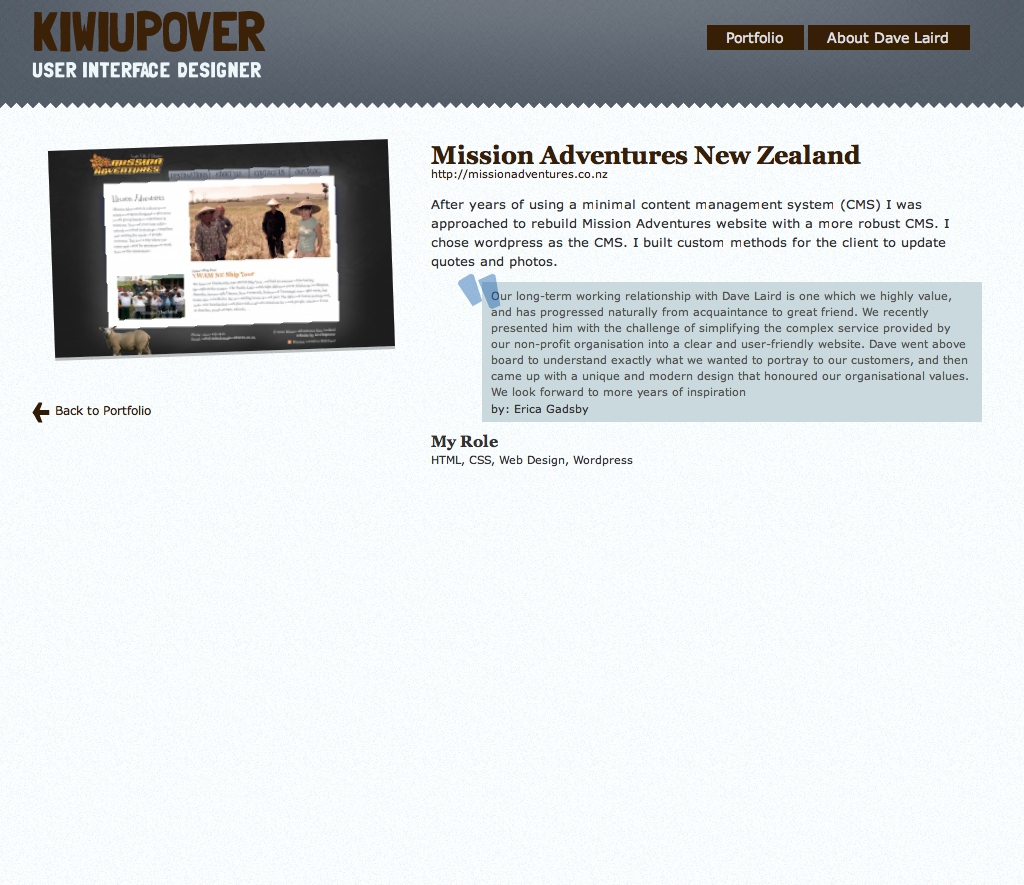 KIWIUPOVER
USER INTERFACE DESIGNER
Portfolio
About Dave Laird
MISSION
ADVENTURES
Mission Adventures
YWAM NZ Ship Tour
Mission Adventures New Zealand
http://missionadventures.co.nz
After years of using a minimal content management system (CMS) I was
approached to rebuild Mission Adventures website with a more robust CMS. I
chose wordpress as the CMS. I built custom methods for the client to update
quotes and photos.
Our long-term working relationship with Dave Laird is one which we highly value,
and has progressed naturally from acquaintance to great friend. We recently
presented him with the challenge of simplifying the complex service provided by
our non-profit organisation into a clear and user-friendly website. Dave went above
board to understand exactly what we wanted to portray to our customers, and then
came up with a unique and modern design that honoured our organisational values.
We look forward to more years of inspiration
by: Erica Gadsby
Back to Portfolio
My Role
HTML, CSS, Web Design, Wordpress